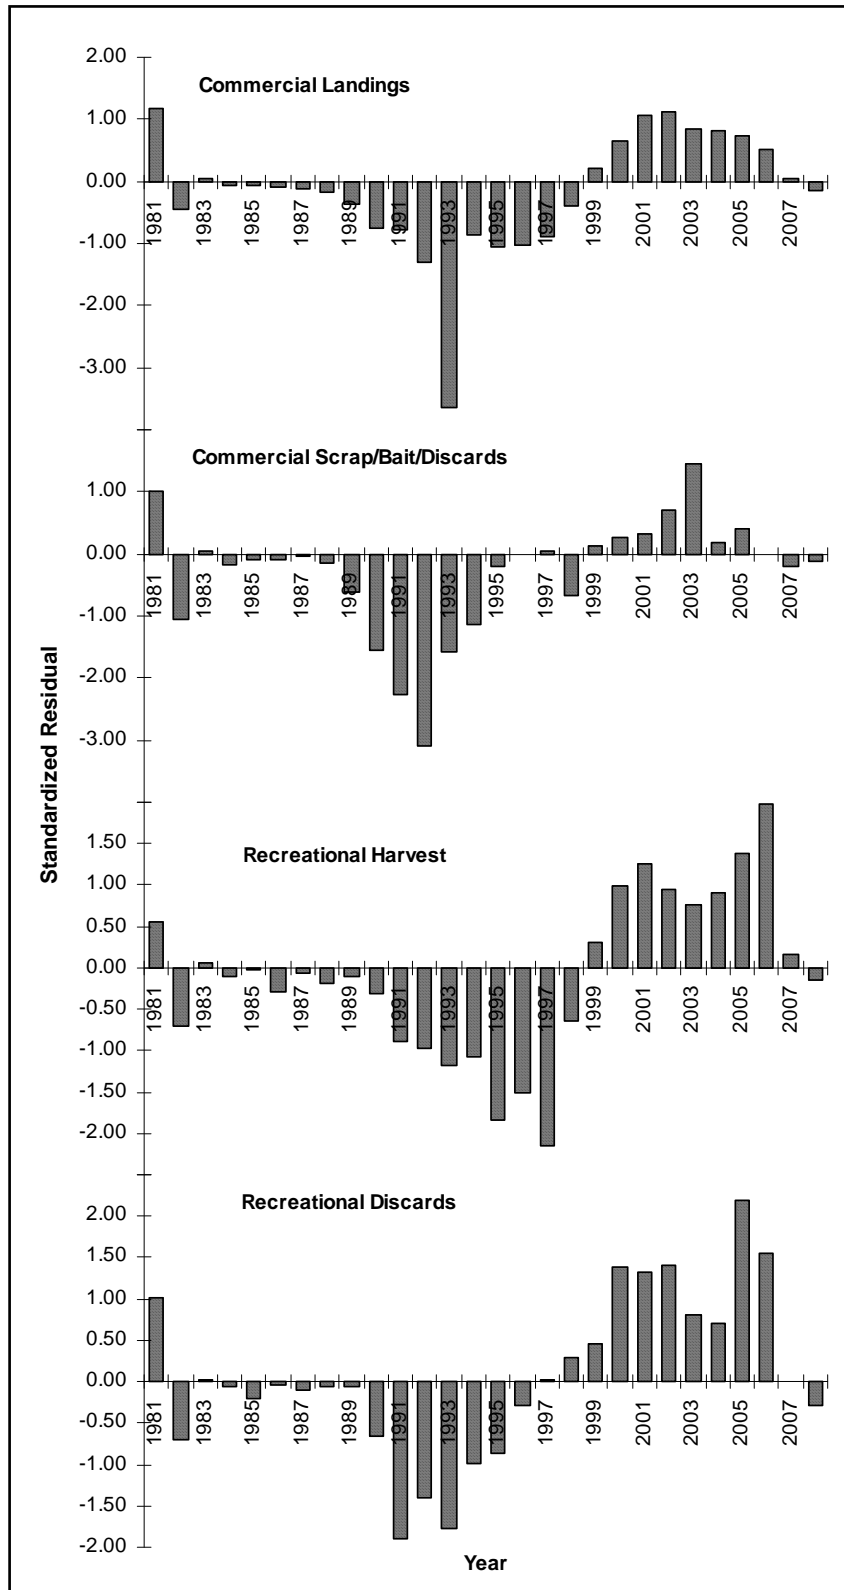 2.00
Commercial Landings
1.00
0.00
1981 1983 1985 1987 1989 1991 1993 1995 1997 1999 2001 2003 2005 2007
-1.00
-2.00
-3.00
Commercial Scrap/Bait/Discards
1.00
0.00
1981 1983 1985 1987 1989 1991 1993 1995 1997 1999 2001 2003 2005 2007
-1.00
-2.00
-3.00
Standardized Residual
1.50
Recreational Harvest
1.00
0.50
0.00
1981 1983 1985 1987 1989 1991 1993 1995 1997 1999 2001 2003 2005 2007
-0.50
-1.00
-1.50
-2.00
Recreational Discards
2.00
1.50
1.00
0.50
0.00
1981 1983 1985 1987 1989 1991 1993 1995 1997 1999 2001 2003 2005 2007
-0.50
-1.00
-1.50
-2.00
Year